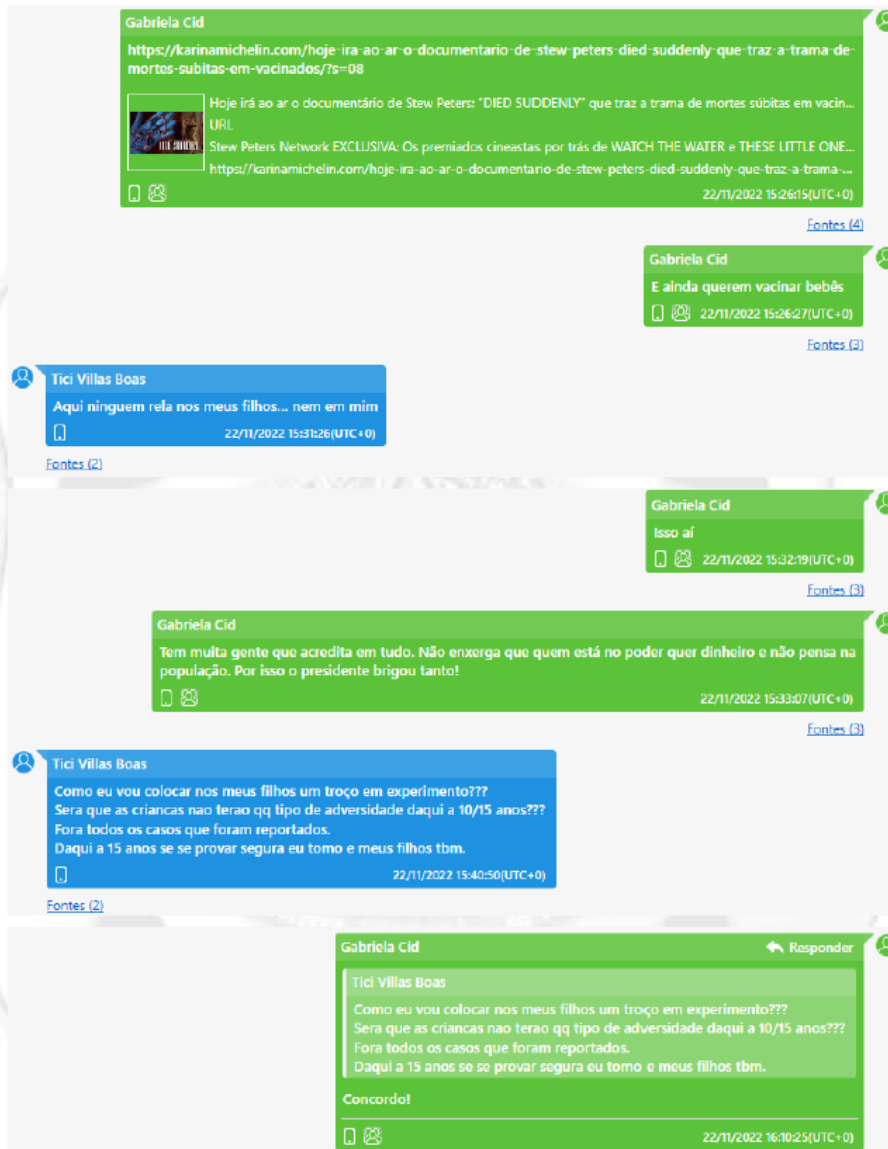 Gabriela Cid
https://karinamichelin.com/hoje-ira-ao-ar-o-documentario-de-stew-peters-died-suddenly-que-traz-a-trama-de-
mortes-subitas-em-vacinados/?s=08
Hoje irá ao ar o documentário de Stew Peters: "DIED SUDDENLY" que traz a trama de mortes súbitas em vacin...
URL
Stew Peters Network EXCLUSIVA: Os premiados cineastas por trás de WATCH THE WATER e THESE LITTLE ONE...
https://karinamichelin.com/hoje-ira-ao-ar-o-documentario-de-stew-peters-died-suddenly-que-traz-a-trama-...
22/11/2022 15:26:15(UTC+0)
Fontes (4)
Gabriela Cid
E ainda querem vacinar bebês
22/11/2022 15:26:27(UTC+0)
Fontes (3)
Tici Villas Boas
Aqui ninguem rela nos meus filhos... nem em mim
22/11/2022 15:31:26(UTC+0)
Fontes (2)
Gabriela Cid
Isso aí
22/11/2022 15:32:19(UTC+0)
Fontes (3)
Gabriela Cid
Tem muita gente que acredita em tudo. Não enxerga que quem está no poder quer dinheiro e não pensa na
população. Por isso o presidente brigou tanto!
22/11/2022 15:33:07(UTC+0)
Fontes (3)
Tici Villas Boas
Como eu vou colocar nos meus filhos um troço em experimento???
Sera que as criancas nao terao qq tipo de adversidade daqui a 10/15 anos???
Fora todos os casos que foram reportados.
Daqui a 15 anos se se provar segura eu tomo e meus filhos tbm.
22/11/2022 15:40:50(UTC+0)
Fontes (2)
Gabriela Cid
Responder
Tici Villas Boas
Como eu vou colocar nos meus filhos um troço em experimento???
Sera que as criancas nao terao qq tipo de adversidade daqui a 10/15 anos???
Fora todos os casos que foram reportados.
Daqui a 15 anos se se provar segura eu tomo e meus filhos tbm.
Concordo!
22/11/2022 16:10:25(UTC+0)